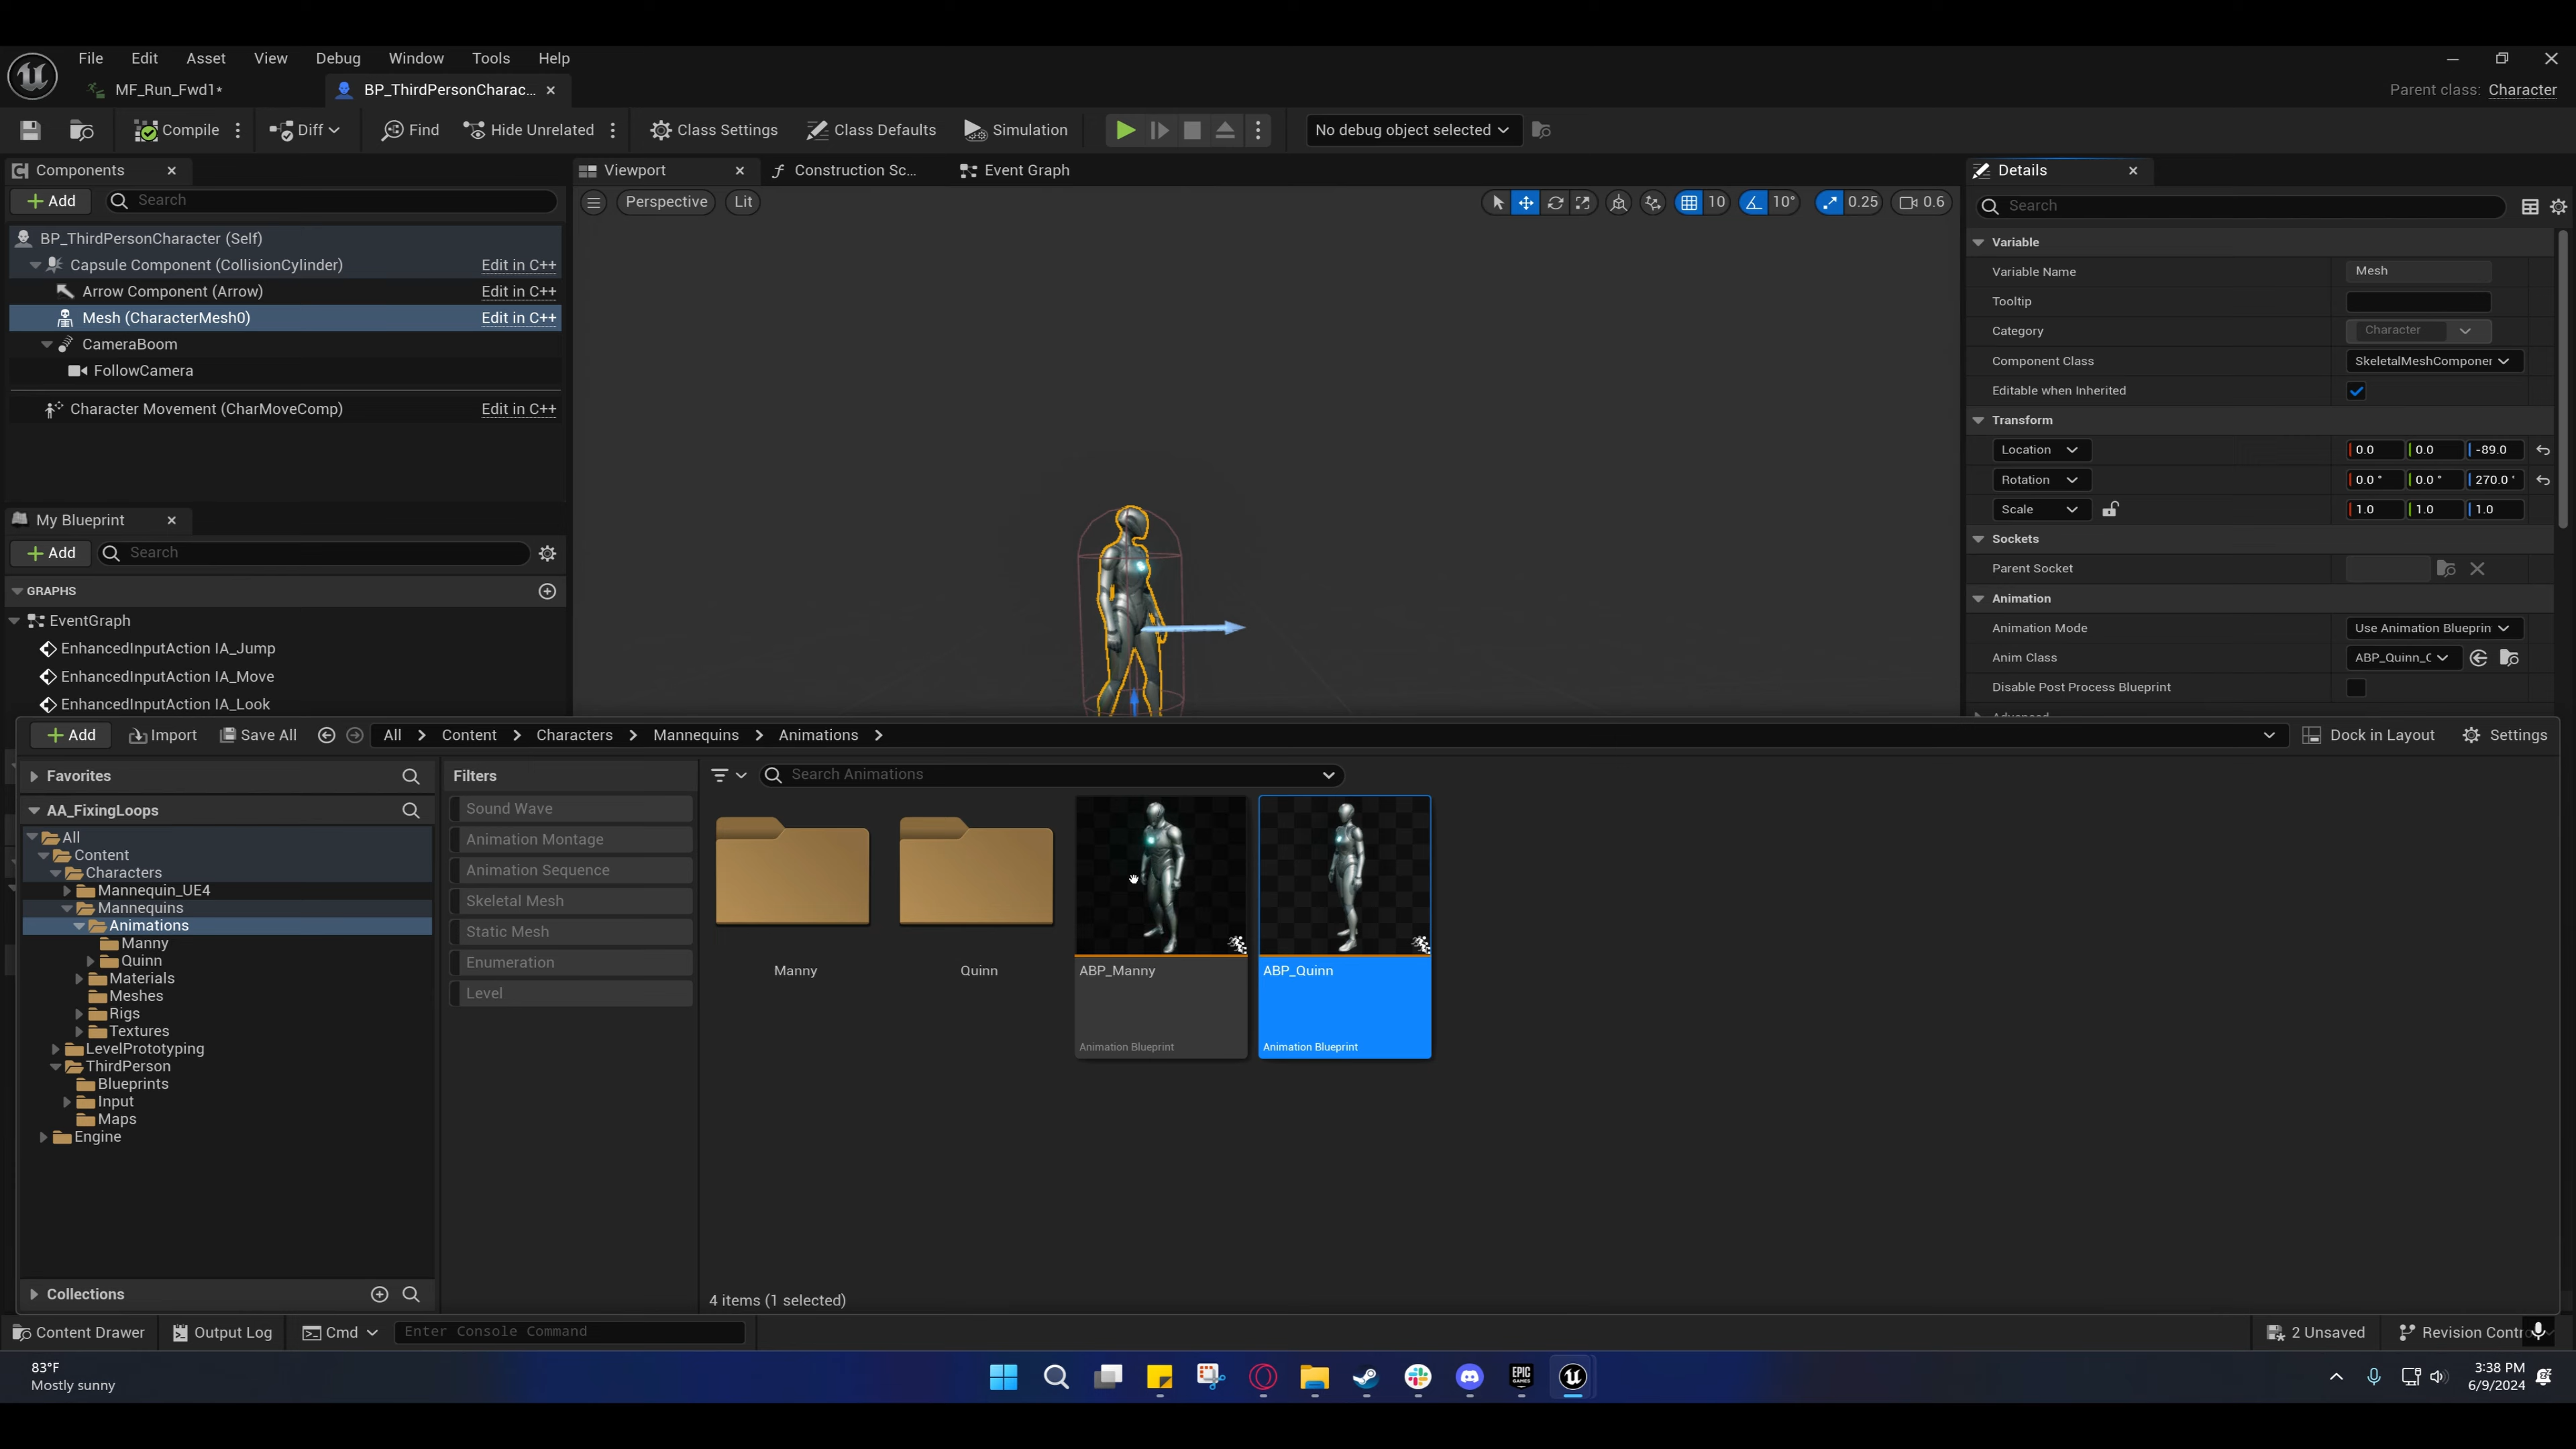 File Edit Asset View Debug Window Tools Help
MF_Run_Fwd1* BP_ThirdPersonCharac... Parent class: Character
Compile Diff Find Hide Unrelated Class Settings Class Defaults Simulation No debug object selected
Components
Add Search
BP_ThirdPersonCharacter (Self)
Capsule Component (CollisionCylinder) Edit in C++
Arrow Component (Arrow) Edit in C++
Mesh (CharacterMesh0) Edit in C++
CameraBoom
FollowCamera
Character Movement (CharMoveComp) Edit in C++
My Blueprint
Add Search
GRAPHS
EventGraph
EnhancedInputAction IA_Jump
EnhancedInputAction IA_Move
EnhancedInputAction IA_Look
Viewport Construction Sc... Event Graph
Perspective Lit 10 10° 0.25 0.6
Details
Search
Variable
Variable Name Mesh
Tooltip
Category Character
Component Class SkeletalMeshComponer
Editable when Inherited
Transform
Location 0.0 0.0 -89.0
Rotation 0.0 ° 0.0 ° 270.0 °
Scale 1.0 1.0 1.0
Sockets
Parent Socket
Animation
Animation Mode Use Animation Blueprin
Anim Class ABP_Quinn_C
Disable Post Process Blueprint
Add Import Save All All Content Characters Mannequins Animations Dock in Layout Settings
Favorites
AA_FixingLoops
All
Content
Characters
Mannequin_UE4
Mannequins
Animations
Manny
Quinn
Materials
Meshes
Rigs
Textures
LevelPrototyping
ThirdPerson
Blueprints
Input
Maps
Engine
Collections
Filters
Sound Wave
Animation Montage
Animation Sequence
Skeletal Mesh
Static Mesh
Enumeration
Level
Search Animations
Manny Quinn ABP_Manny ABP_Quinn
Animation Blueprint Animation Blueprint
4 items (1 selected)
Content Drawer Output Log Cmd Enter Console Command 2 Unsaved Revision Contro
83°F
Mostly sunny
EPIC
GAMES
3:38 PM
6/9/2024